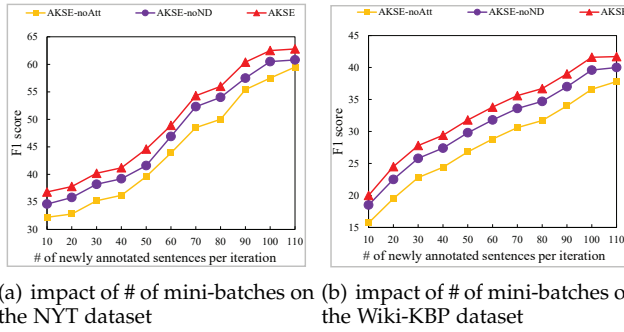 AKSE-noAtt AKSE-noND AKSE
65
60
55
50
45
40
35
30
F1 score
10 20 30 40 50 60 70 80 90 100 110
# of newly annotated sentences per iteration
(a) impact of # of mini-batches on
the NYT dataset
AKSE-noAtt AKSE-noND AKSE
45
40
35
30
25
20
15
F1 score
10 20 30 40 50 60 70 80 90 100 110
# of newly annotated sentences per iteration
(b) impact of # of mini-batches o
the Wiki-KBP dataset